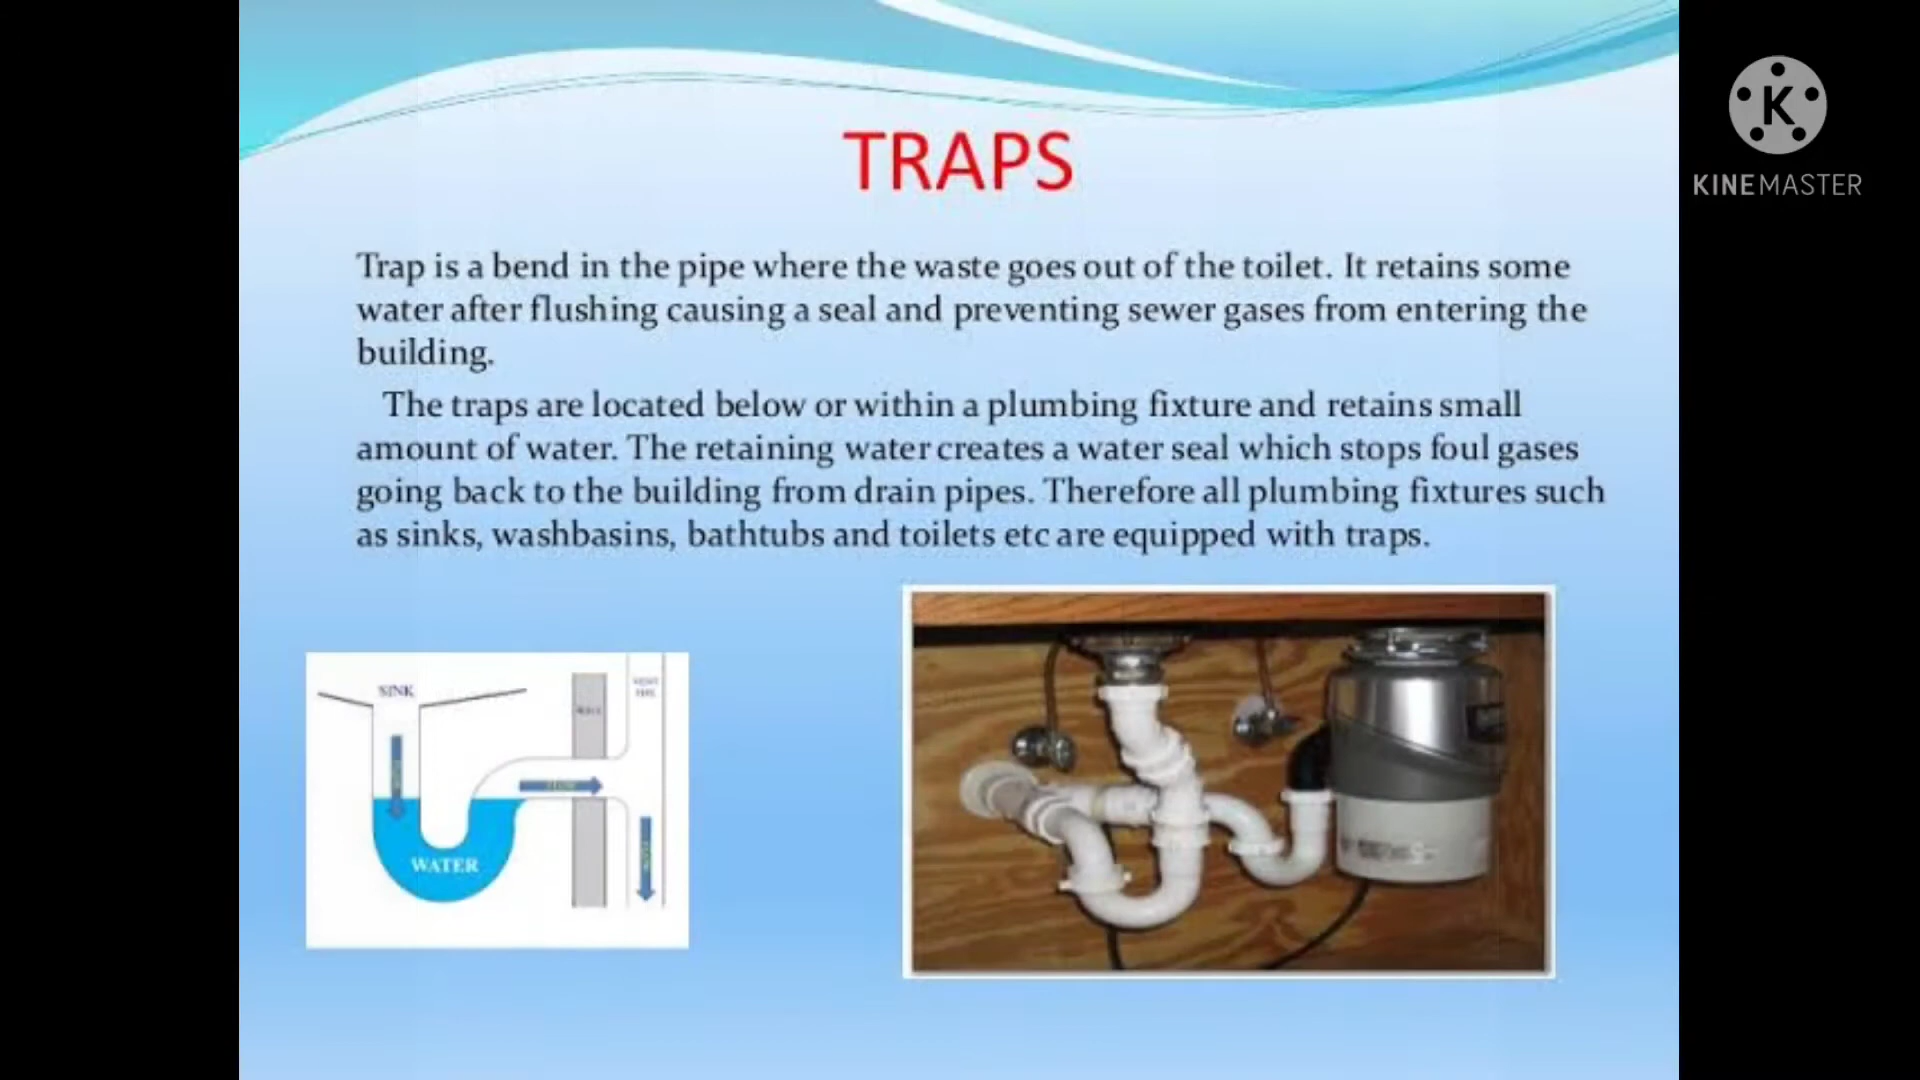 TRAPS
K
KINEMASTER
Trap is a bend in the pipe where the waste goes out of the toilet. It retains some
water after flushing causing a seal and preventing sewer gases from entering the
building.
The traps are located below or within a plumbing fixture and retains small
amount of water. The retaining water creates a water seal which stops foul gases
going back to the building from drain pipes. Therefore all plumbing fixtures such
as sinks, washbasins, bathtubs and toilets etc are equipped with traps.
SINK
WATER